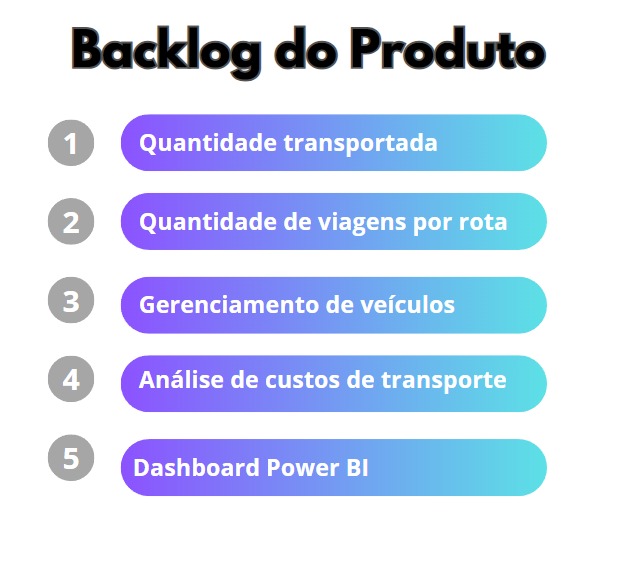 Backlog do Produto
1 Quantidade transportada
2 Quantidade de viagens por rota
3 Gerenciamento de veículos
4 Análise de custos de transporte
5 Dashboard Power BI